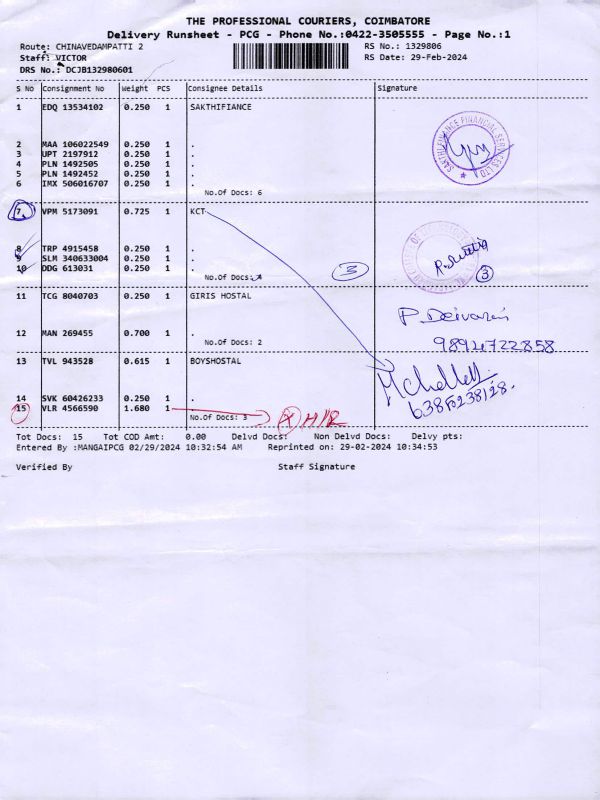 THE PROFESSIONAL COURIERS, COIMBATORE
Delivery Runsheet - PCG - Phone No.:0422-3505555 - Page No.:1
Route: CHINAVEDAMPATTI 2 RS No.: 1329806
Staff: VICTOR RS Date: 29-Feb-2024
DRS No.: DCJB132980601
S No Consignment No Weight PCS Consignee Details Signature
1 EDQ 13534102 0.250 1 SAKTHIFIANCE
2 MAA 106022549 0.250 1 .
3 UPT 2197912 0.250 1 .
4 PLN 1492505 0.250 1 .
5 PLN 1492452 0.250 1 .
6 IMX 506016707 0.250 1 .
No.Of Docs: 6
SAKTHI FINANCE FINANCIAL SERVICES LTD.
7 VPM 5173091 0.725 1 KCT
8 TRP 4915458 0.250 1 .
9 SLM 340633004 0.250 1 .
10 DDG 613031 0.250 1 .
No.Of Docs: 4 3 3
11 TCG 8040703 0.250 1 GIRIS HOSTAL
12 MAN 269455 0.700 1 .
No.Of Docs: 2
9894722858
13 TVL 943528 0.615 1 BOYSHOSTAL
14 SVK 60426233 0.250 1 .
15 VLR 4566590 1.680 1
No.Of Docs: 3
Tot Docs: 15 Tot COD Amt: 0.00 Delvd Docs: Non Delvd Docs: Delvy pts:
Entered By :MANGAIPCG 02/29/2024 10:32:54 AM Reprinted on: 29-02-2024 10:34:53
Verified By Staff Signature